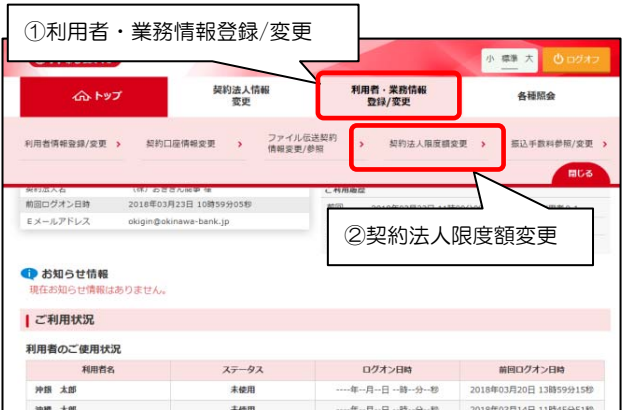 ①利用者・業務情報登録/変更
小 標準 大 ログオフ
トップ
契約法人情報
変更
利用者・業務情報
登録/変更
各種照会
利用者情報登録/変更
契約口座情報変更
ファイル伝送契約
情報変更/参照
契約法人限度額変更
振込手数料参照/変更
閉じる
ご利用履歴
前回ログオン日時 2018年03月23日 10時59分05秒
Eメールアドレス okigin@okinawa-bank.jp
②契約法人限度額変更
お知らせ情報
現在お知らせ情報はありません。
ご利用状況
利用者のご使用状況
利用者名 ステータス ログオン日時 前回ログオン日時
沖銀 太郎 未使用 ----年--月--日 --時--分--秒 2018年03月20日 13時59分15秒